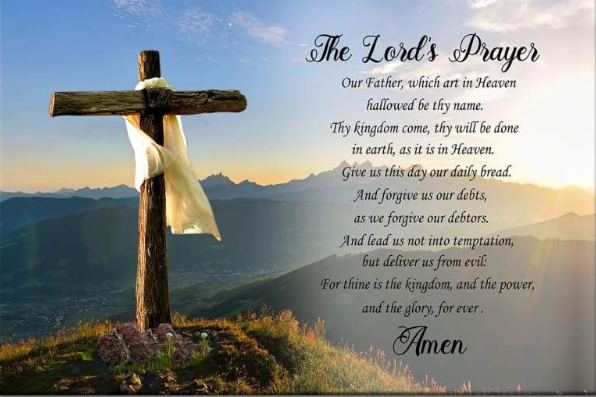 The Lord's Prayer
Our Father, which art in Heaven
hallowed be thy name.
Thy kingdom come, thy will be done
in earth, as it is in Heaven.
Give us this day our daily bread.
And forgive us our debts,
as we forgive our debtors.
And lead us not into temptation,
but deliver us from evil:
For thine is the kingdom, and the power,
and the glory, for ever .
Amen